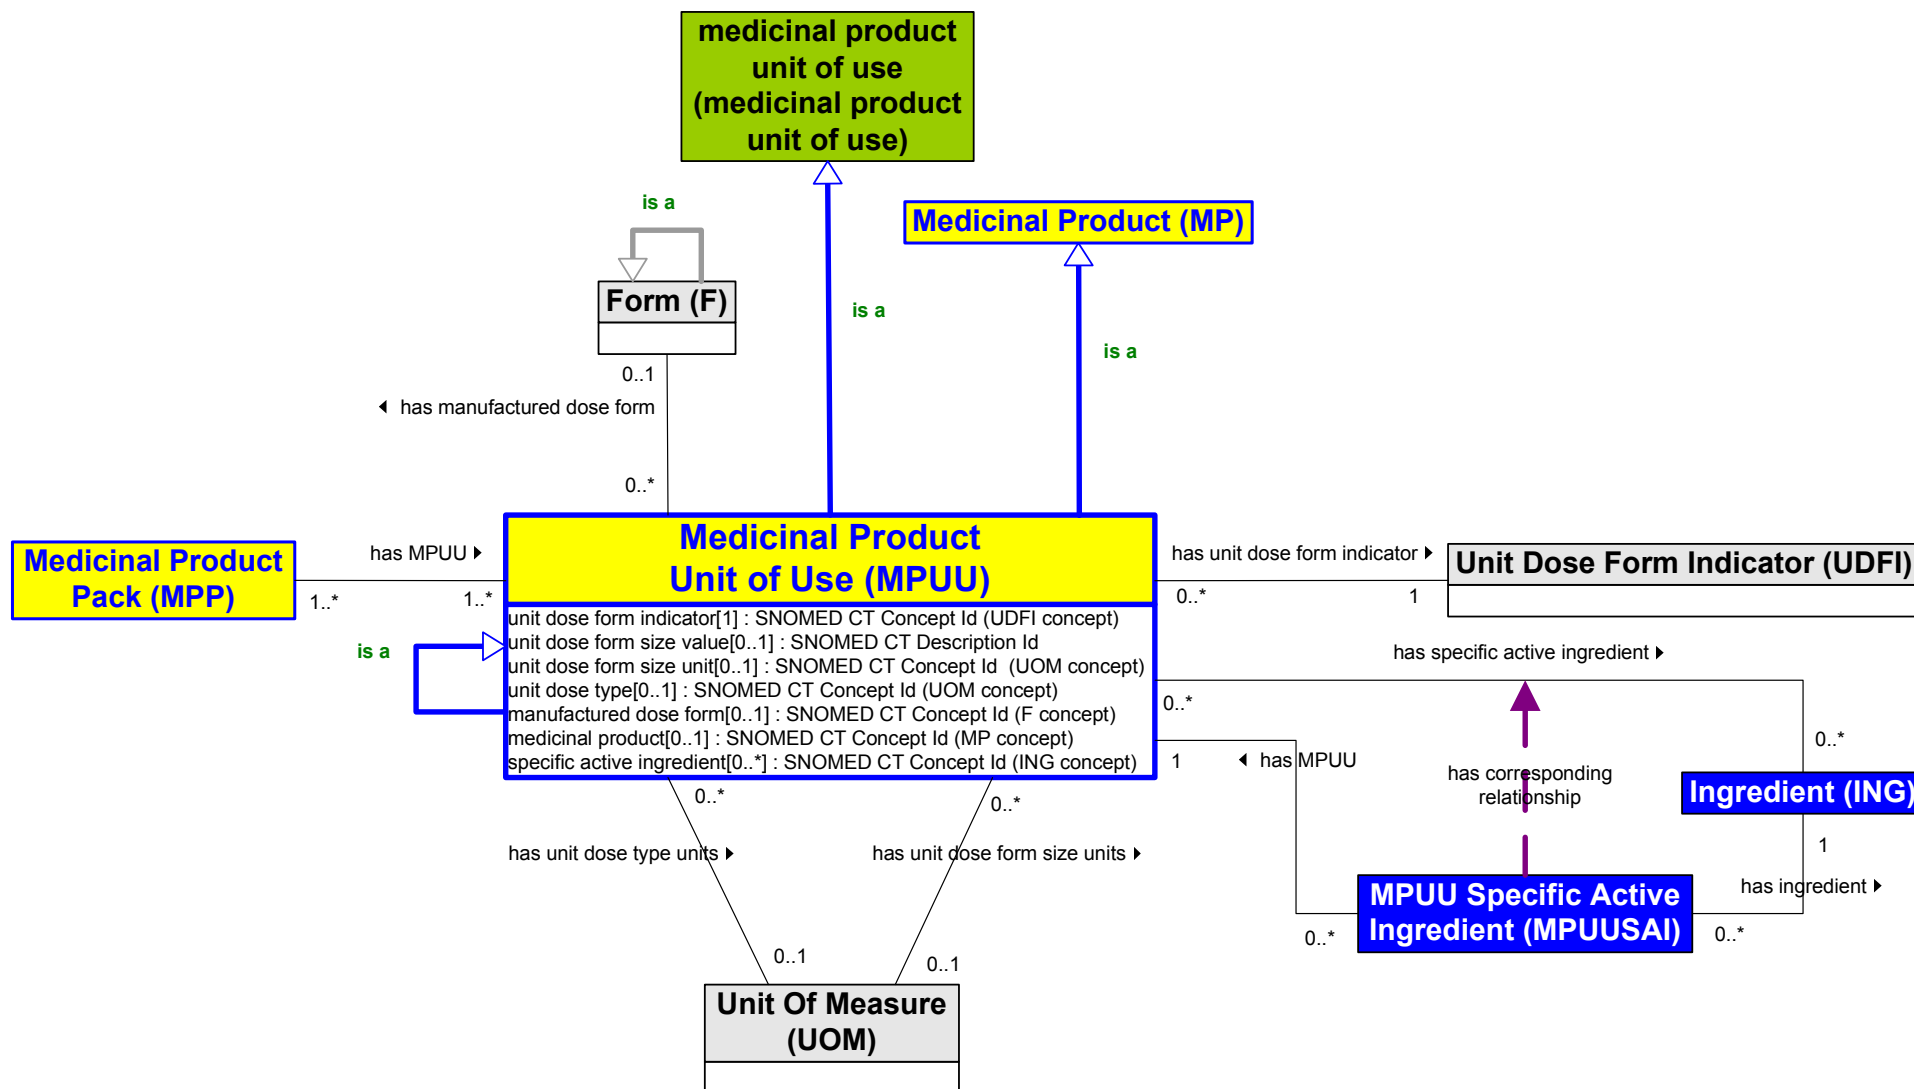 medicinal product
unit of use
(medicinal product
unit of use)
is a
Medicinal Product (MP)
Form (F)
is a
is a
0..1
◀ has manufactured dose form
0..*
Medicinal Product
Pack (MPP)
has MPUU ▶
1..*
1..*
Medicinal Product
Unit of Use (MPUU)
unit dose form indicator[1] : SNOMED CT Concept Id (UDFI concept)
unit dose form size value[0..1] : SNOMED CT Description Id
unit dose form size unit[0..1] : SNOMED CT Concept Id  (UOM concept)
unit dose type[0..1] : SNOMED CT Concept Id (UOM concept)
manufactured dose form[0..1] : SNOMED CT Concept Id (F concept)
medicinal product[0..1] : SNOMED CT Concept Id (MP concept)
specific active ingredient[0..*] : SNOMED CT Concept Id (ING concept)
is a
has unit dose form indicator ▶
0..*
1
Unit Dose Form Indicator (UDFI)
has specific active ingredient ▶
0..*
0..*
1
◀ has MPUU
has corresponding
relationship
Ingredient (ING)
1
has ingredient ▶
MPUU Specific Active
Ingredient (MPUUSAI)
0..*
0..*
0..*
0..*
has unit dose type units ▶
has unit dose form size units ▶
0..1
0..1
Unit Of Measure
(UOM)